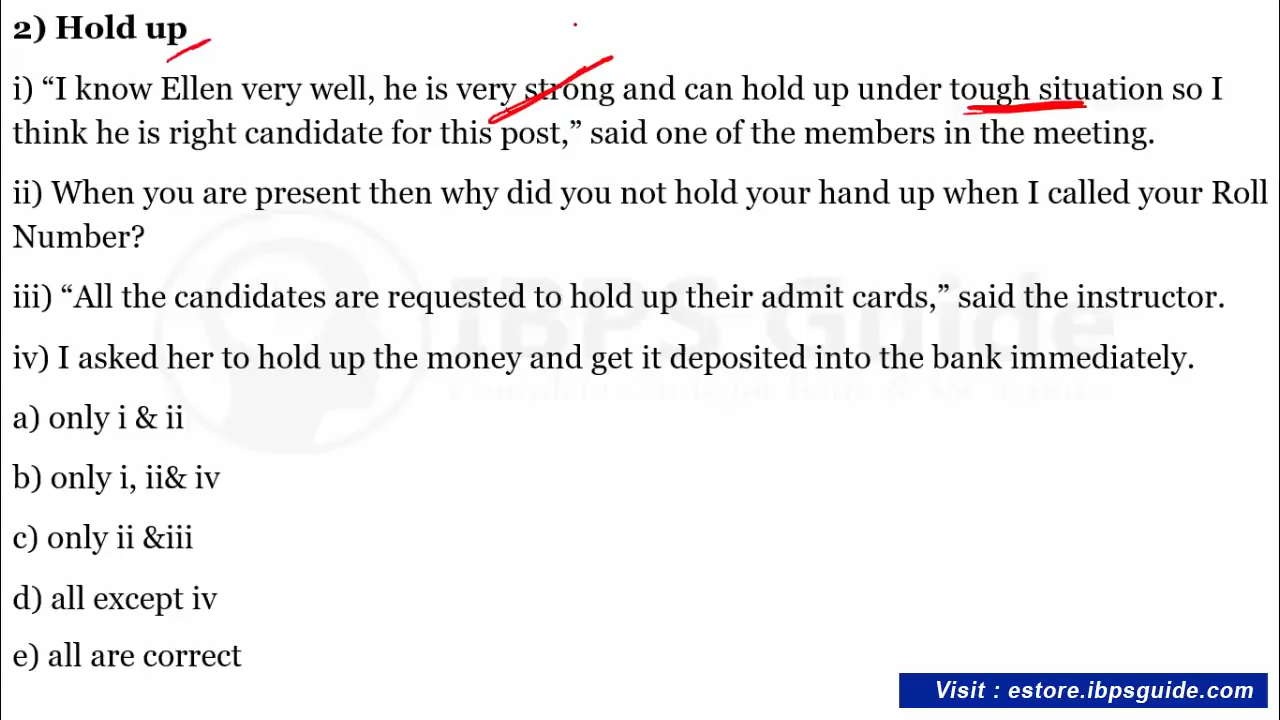 2) Hold up
i) “I know Ellen very well, he is very strong and can hold up under tough situation so I
think he is right candidate for this post,” said one of the members in the meeting.
ii) When you are present then why did you not hold your hand up when I called your Roll
Number?
iii) “All the candidates are requested to hold up their admit cards,” said the instructor.
iv) I asked her to hold up the money and get it deposited into the bank immediately.
a) only i & ii
b) only i, ii& iv
c) only ii &iii
d) all except iv
e) all are correct
IBPS Guide
Visit : estore.ibpsguide.com